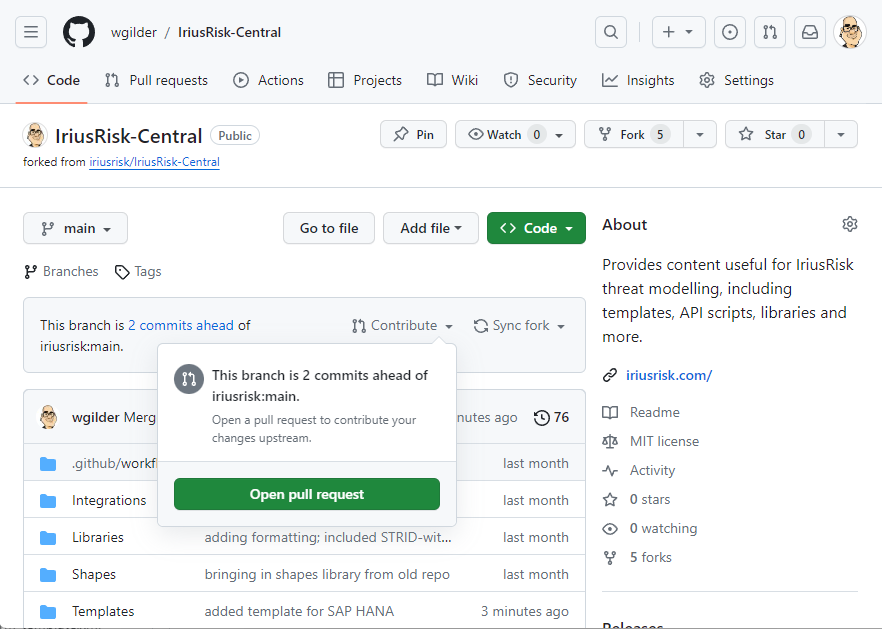 wgilder / IriusRisk-Central
Code Pull requests Actions Projects Wiki Security Insights Settings
IriusRisk-Central Public Pin Watch 0 Fork 5 Star 0
forked from iriusrisk/IriusRisk-Central
main Go to file Add file Code
Branches Tags
This branch is 2 commits ahead of
iriusrisk:main.
Contribute Sync fork
This branch is 2 commits ahead of
iriusrisk:main.
Open a pull request to contribute your
changes upstream.
Open pull request
wgilder Merg nutes ago 76
.github/workfl last month
Integrations last month
Libraries adding formatting; included STRID-wit... last month
Shapes bringing in shapes library from old repo last month
Templates added template for SAP HANA 3 minutes ago
About
Provides content useful for IriusRisk
threat modelling, including
templates, API scripts, libraries and
more.
iriusrisk.com/
Readme
MIT license
Activity
0 stars
0 watching
5 forks
Releases